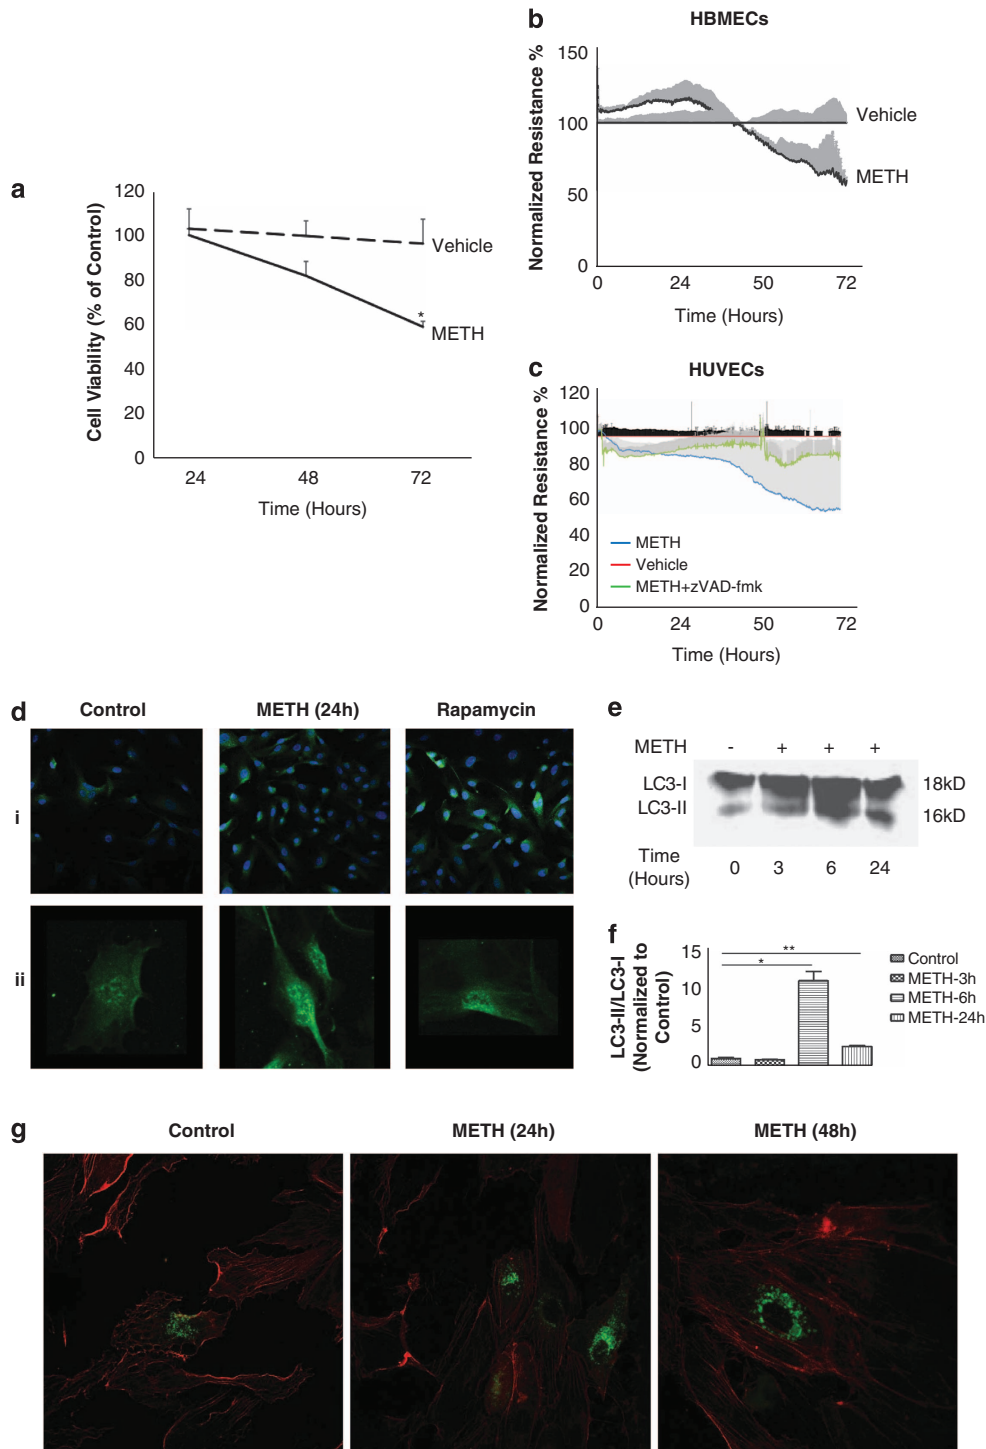 a
Cell Viability (% of Control)
120
100
80
60
40
20
0
24
48
72
Time (Hours)
Vehicle
*
METH
b
HBMECs
Normalized Resistance %
150
100
50
0
0
24
50
72
Time (Hours)
Vehicle
METH
c
HUVECs
Normalized Resistance %
120
100
80
60
40
20
0
METH
Vehicle
METH+zVAD-fmk
0
24
50
72
Time (Hours)
d
Control
METH (24h)
Rapamycin
i
ii
e
METH - + + +
LC3-I
18kD
LC3-II
16kD
Time
(Hours)
0 3 6 24
f
LC3-II/LC3-I
(Normalized to
Control)
15
10
5
0
**
*
Control
METH-3h
METH-6h
METH-24h
g
Control
METH (24h)
METH (48h)